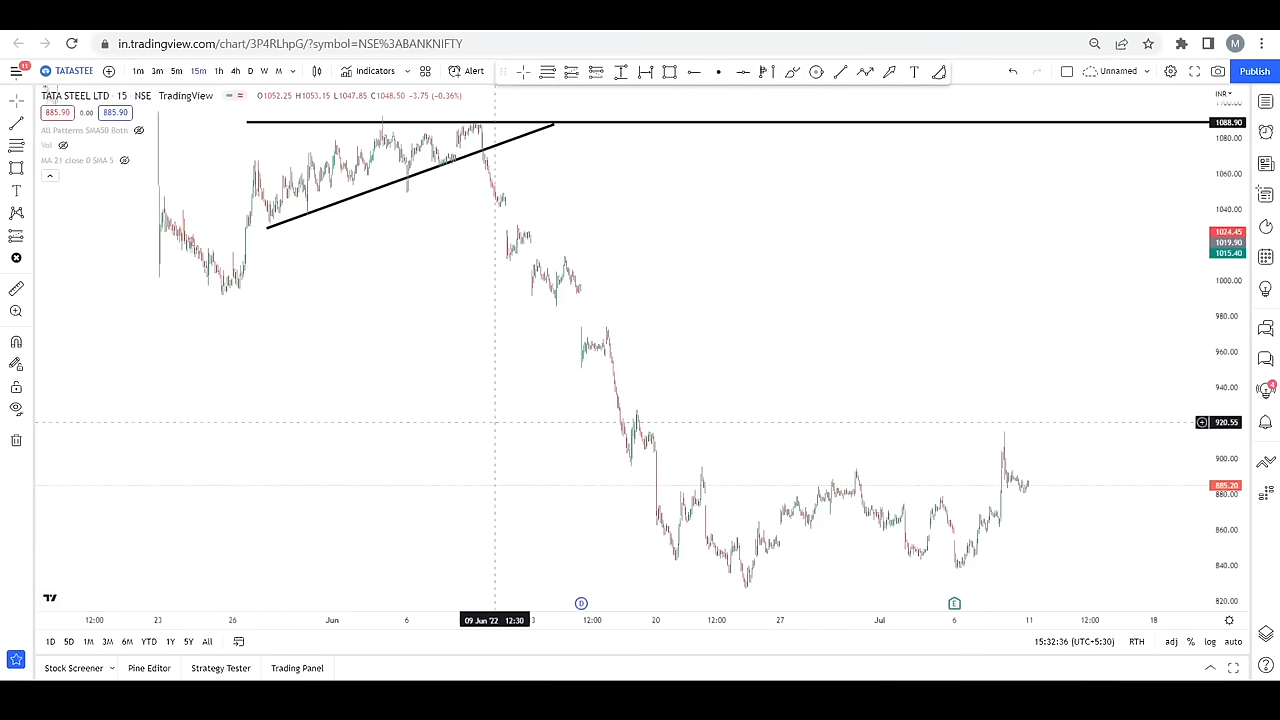 in.tradingview.com/chart/3P4RLhpG/?symbol=NSE%3ABANKNIFTY
M
11
TATASTEE
1m 3m 5m 15m 1h 4h D W M
Indicators
Alert
T
Unnamed
Publish
TATA STEEL LTD · 15 · NSE TradingView
O1052.25 H1053.15 L1047.85 C1048.50 -3.75 (-0.36%)
INR
885.90 0.00 885.90
All Patterns SMA50 Both
Vol
MA 21 close 0 SMA 5
1088.90
1080.00
1060.00
1040.00
1024.45
1019.90
1015.40
1000.00
980.00
960.00
940.00
920.55
900.00
885.20
880.00
860.00
840.00
820.00
4
D
E
12:00 23 26 Jun 6 09 Jun '22 12:30 3 12:00 20 12:00 27 Jul 6 11 12:00 18
1D 5D 1M 3M 6M YTD 1Y 5Y All
15:32:36 (UTC+5:30) RTH adj % log auto
Stock Screener Pine Editor Strategy Tester Trading Panel